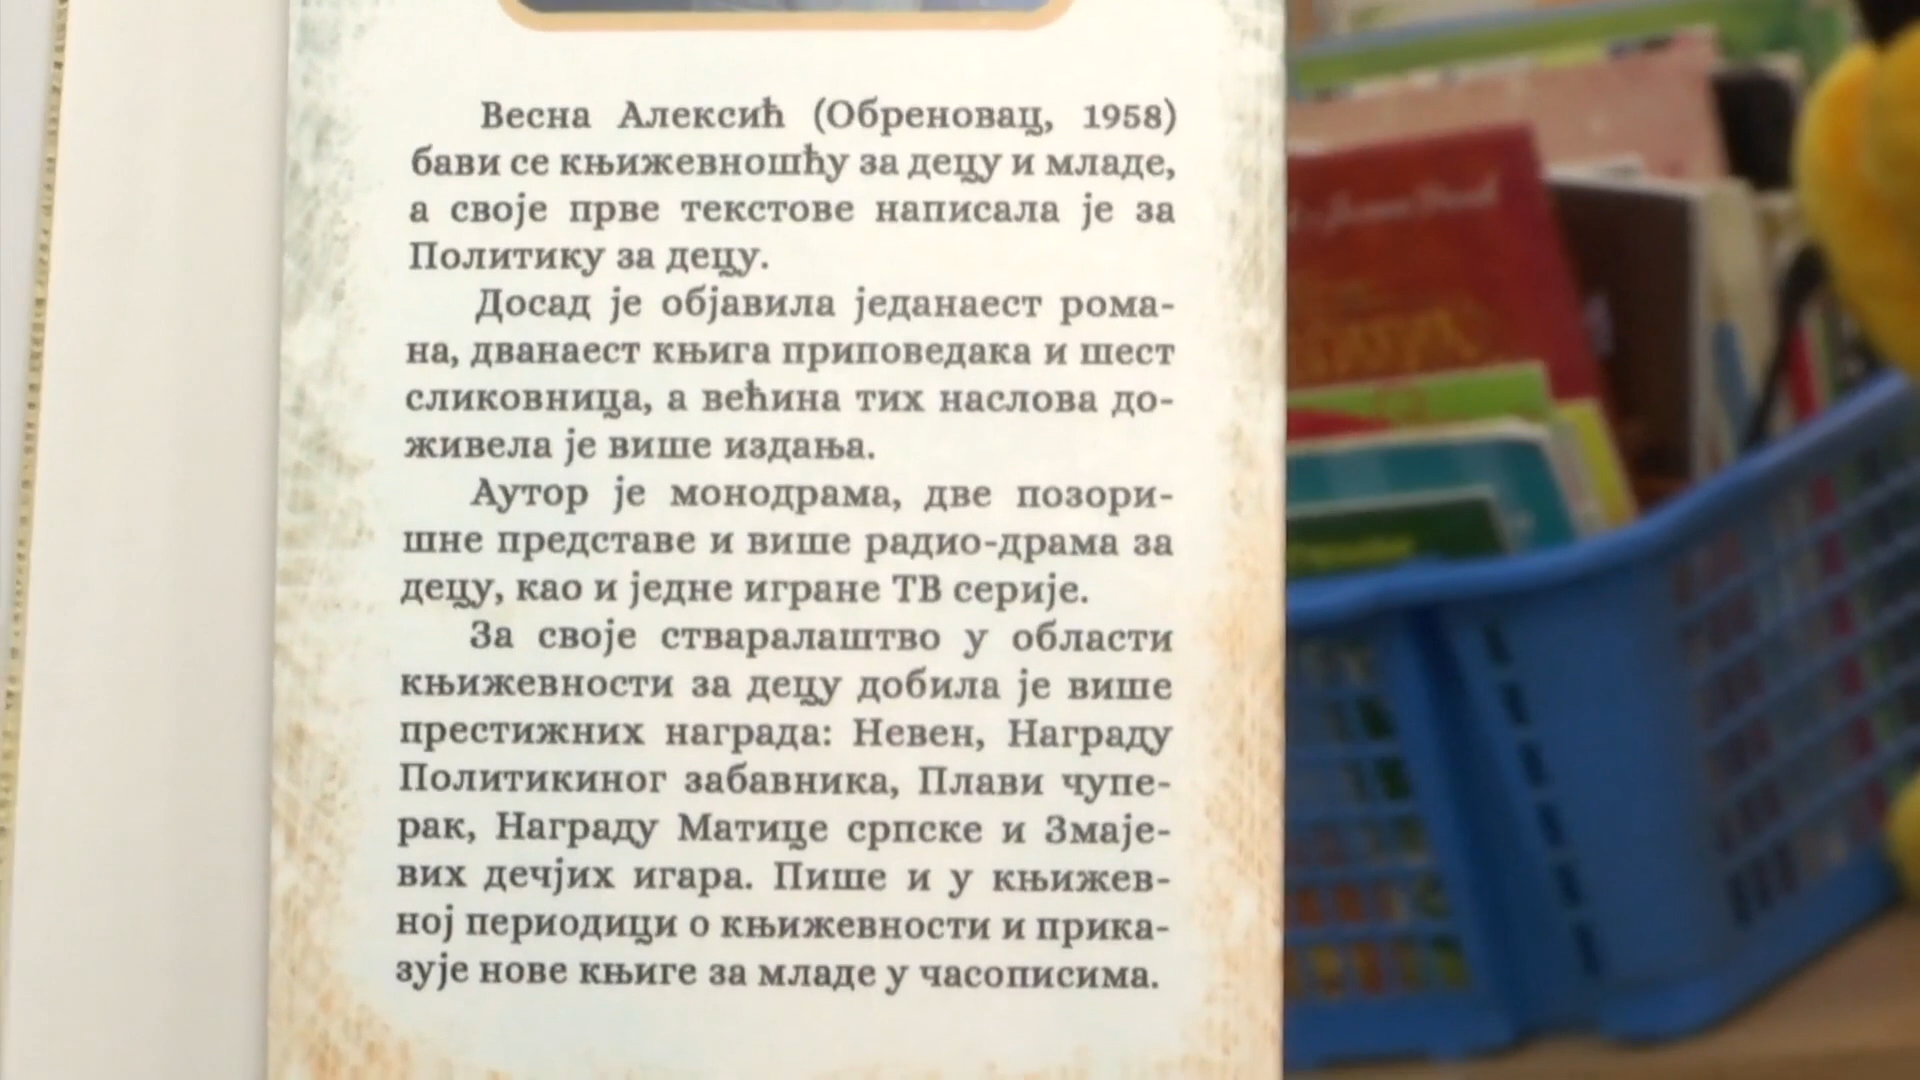 Весна Алексић (Обреновац, 1958)
бави се књижевношћу за децу и младе,
а своје прве текстове написала је за
Политику за децу.
Досад је објавила једанаест рома-
на, дванаест књига приповедака и шест
сликовница, а већина тих наслова до-
живела је више издања.
Аутор је монодрама, две позори-
шне представе и више радио-драма за
децу, као и једне игране ТВ серије.
За своје стваралаштво у области
књижевности за децу добила је више
престижних награда: Невен, Награду
Политикиног забавника, Плави чупе-
рак, Награду Матице српске и Змаје-
вих дечјих игара. Пише и у књижев-
ној периодици о књижевности и прика-
зује нове књиге за младе у часописима.